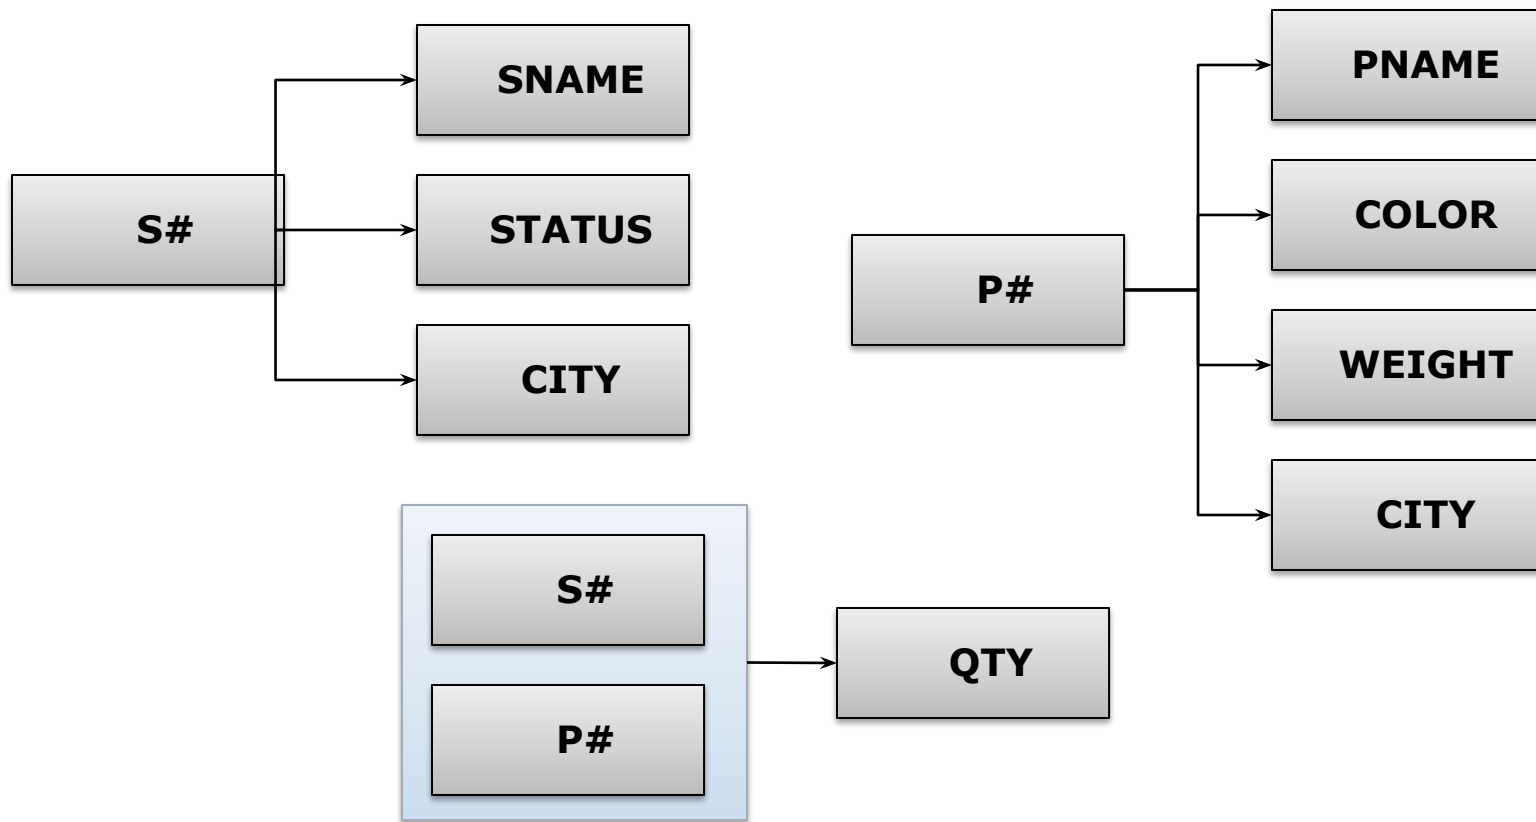 SNAME
S#
STATUS
CITY
PNAME
COLOR
P#
WEIGHT
CITY
S#
P#
QTY